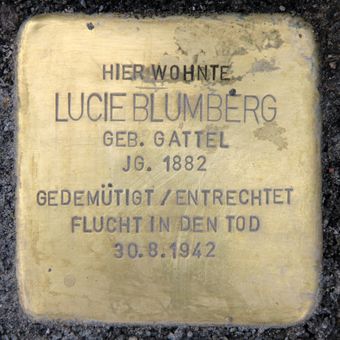 HIER WOHNTE
LUCIE BLUMBERG
GEB. GATTEL
JG. 1882
GEDEMÜTIGT / ENTRECHTET
FLUCHT IN DEN TOD
30.8.1942